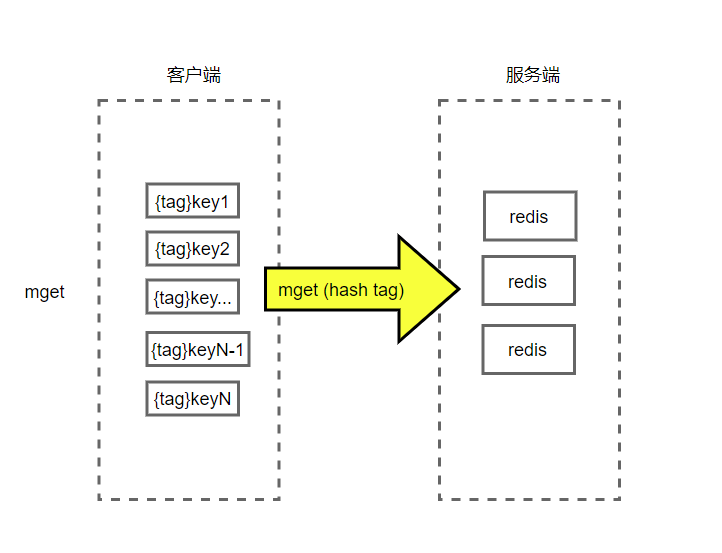 客户端
服务端
{tag}key1
{tag}key2
{tag}key...
{tag}keyN-1
{tag}keyN
mget
mget (hash tag)
redis
redis
redis